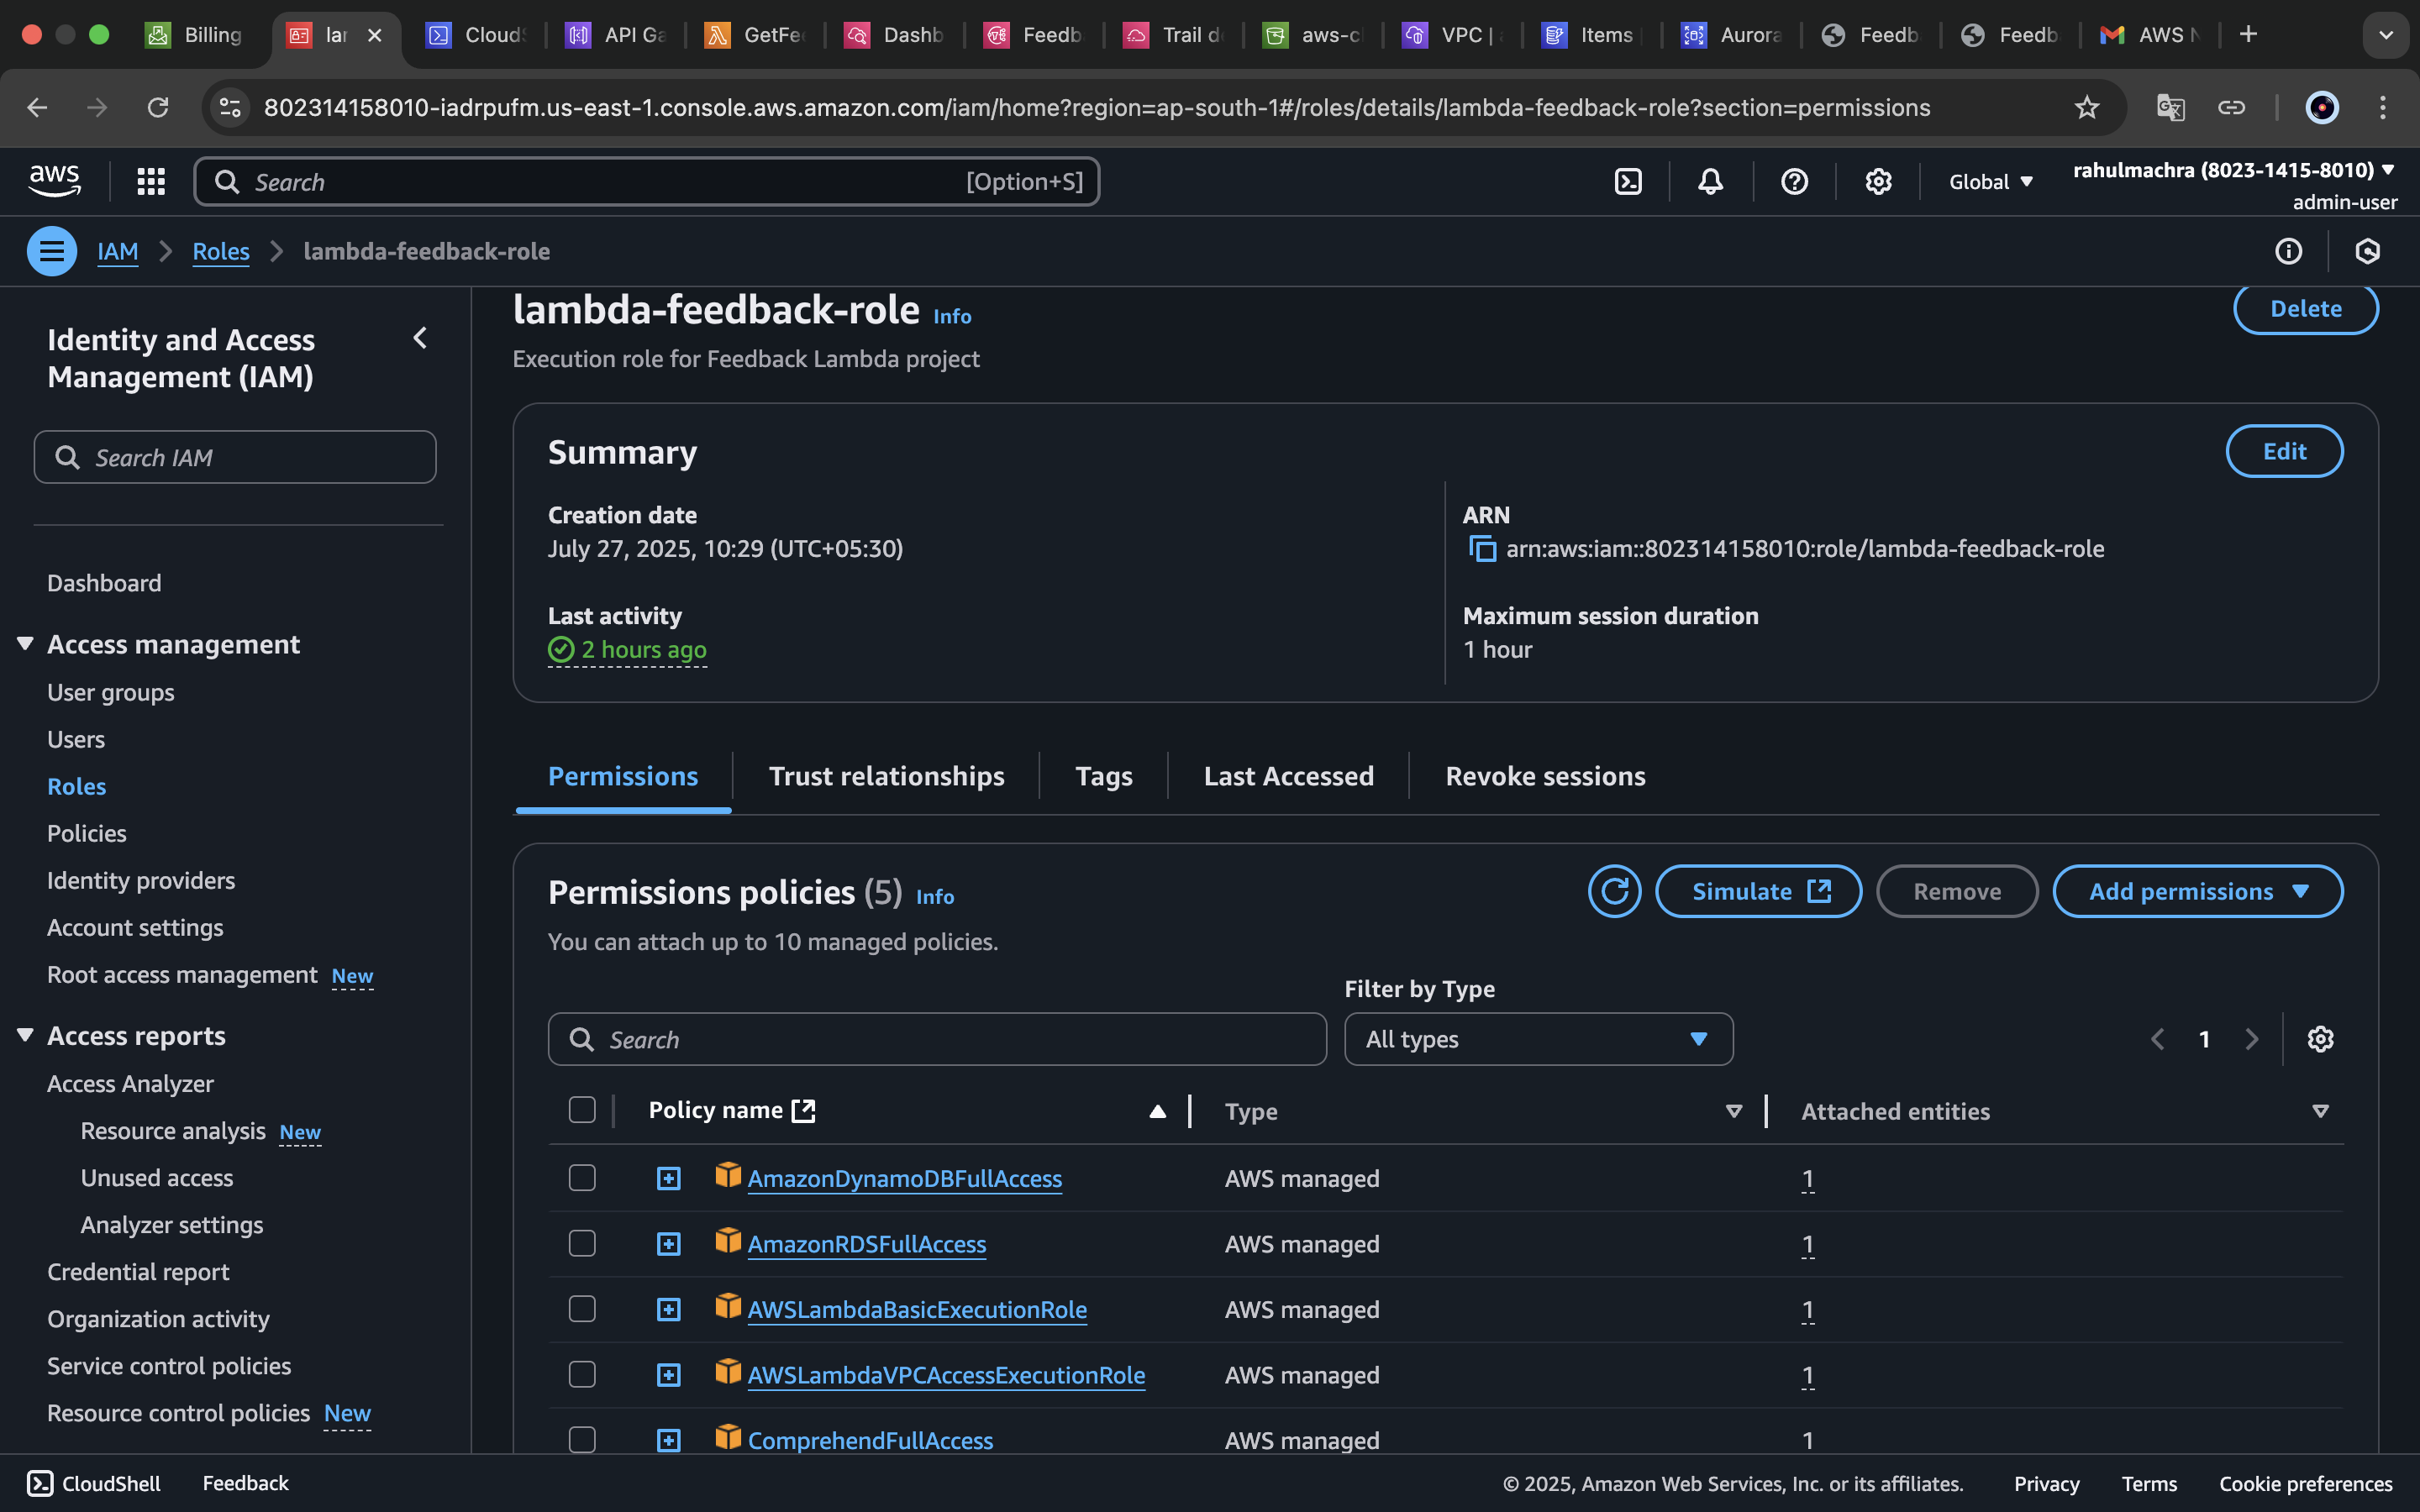 Billing
lar
CloudS
API Ga
GetFe
Dashb
Feedb
Trail d
aws-c
VPC |
Items
Aurora
Feedb
Feedb
AWS N
802314158010-iadrpufm.us-east-1.console.aws.amazon.com/iam/home?region=ap-south-1#/roles/details/lambda-feedback-role?section=permissions
aws
Search
[Option+S]
Global
rahulmachra (8023-1415-8010)
admin-user
IAM
Roles
lambda-feedback-role
Identity and Access
Management (IAM)
Search IAM
Dashboard
Access management
User groups
Users
Roles
Policies
Identity providers
Account settings
Root access management New
Access reports
Access Analyzer
Resource analysis New
Unused access
Analyzer settings
Credential report
Organization activity
Service control policies
Resource control policies New
lambda-feedback-role Info
Delete
Execution role for Feedback Lambda project
Summary
Edit
Creation date
July 27, 2025, 10:29 (UTC+05:30)
ARN
arn:aws:iam::802314158010:role/lambda-feedback-role
Last activity
2 hours ago
Maximum session duration
1 hour
Permissions
Trust relationships
Tags
Last Accessed
Revoke sessions
Permissions policies (5) Info
Simulate
Remove
Add permissions
You can attach up to 10 managed policies.
Filter by Type
Search
All types
1
Policy name
Type
Attached entities
AmazonDynamoDBFullAccess AWS managed 1
AmazonRDSFullAccess AWS managed 1
AWSLambdaBasicExecutionRole AWS managed 1
AWSLambdaVPCAccessExecutionRole AWS managed 1
ComprehendFullAccess AWS managed 1
CloudShell
Feedback
© 2025, Amazon Web Services, Inc. or its affiliates.
Privacy
Terms
Cookie preferences